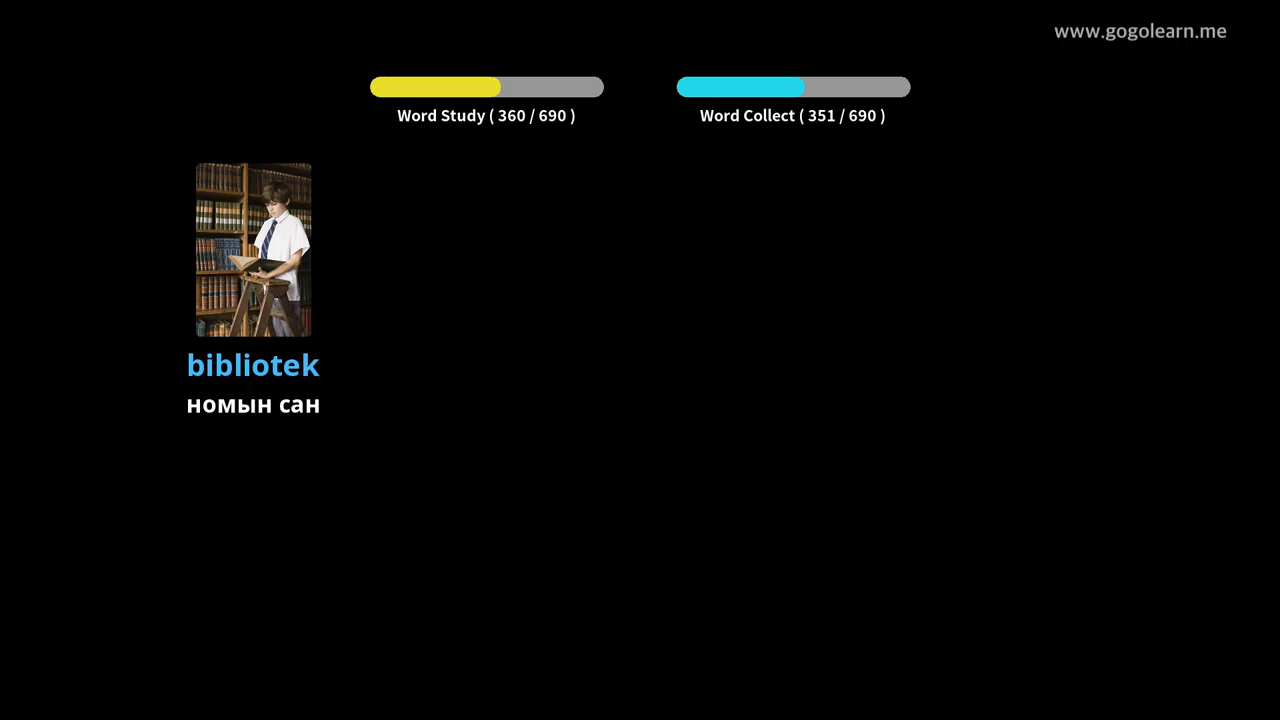 www.gogolearn.me
Word Study ( 360 / 690 )
Word Collect ( 351 / 690 )
bibliotek
номын сан